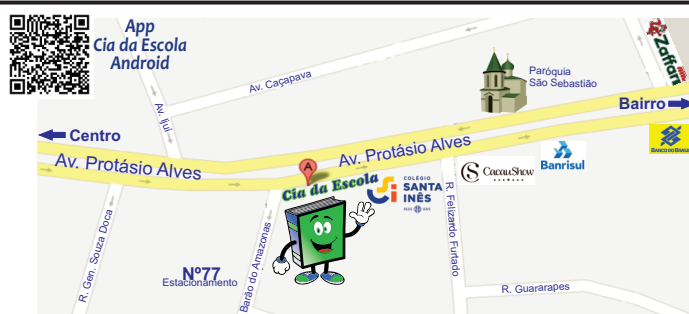 App
Cia da Escola
Android
Zaffari
Av. Caçapava
Paróquia
São Sebastião
Av. Ijuí
Bairro
Centro
BANCO DO BRASIL
Av. Protásio Alves
Av. Protásio Alves
A
Banrisul
CacauShow
Cia da Escola
COLÉGIO
SANTA
INÊS
R. Gen. Souza Doca
Barão do Amazonas
R. Felizardo Furtado
Nº77
Estacionamento
R. Guararapes